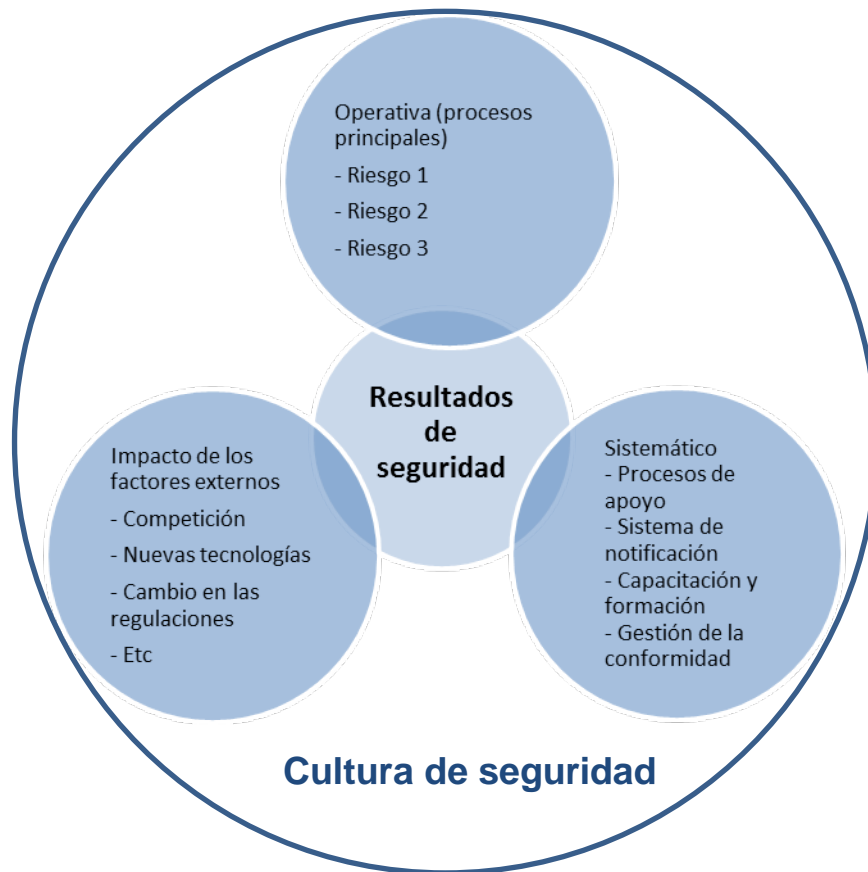 Operativa (procesos
principales)
- Riesgo 1
- Riesgo 2
- Riesgo 3
Resultados
de
seguridad
Impacto de los
factores externos
- Competición
- Nuevas tecnologías
- Cambio en las
regulaciones
- Etc
Sistemático
- Procesos de
apoyo
- Sistema de
notificación
- Capacitación y
formación
- Gestión de la
conformidad
Cultura de seguridad